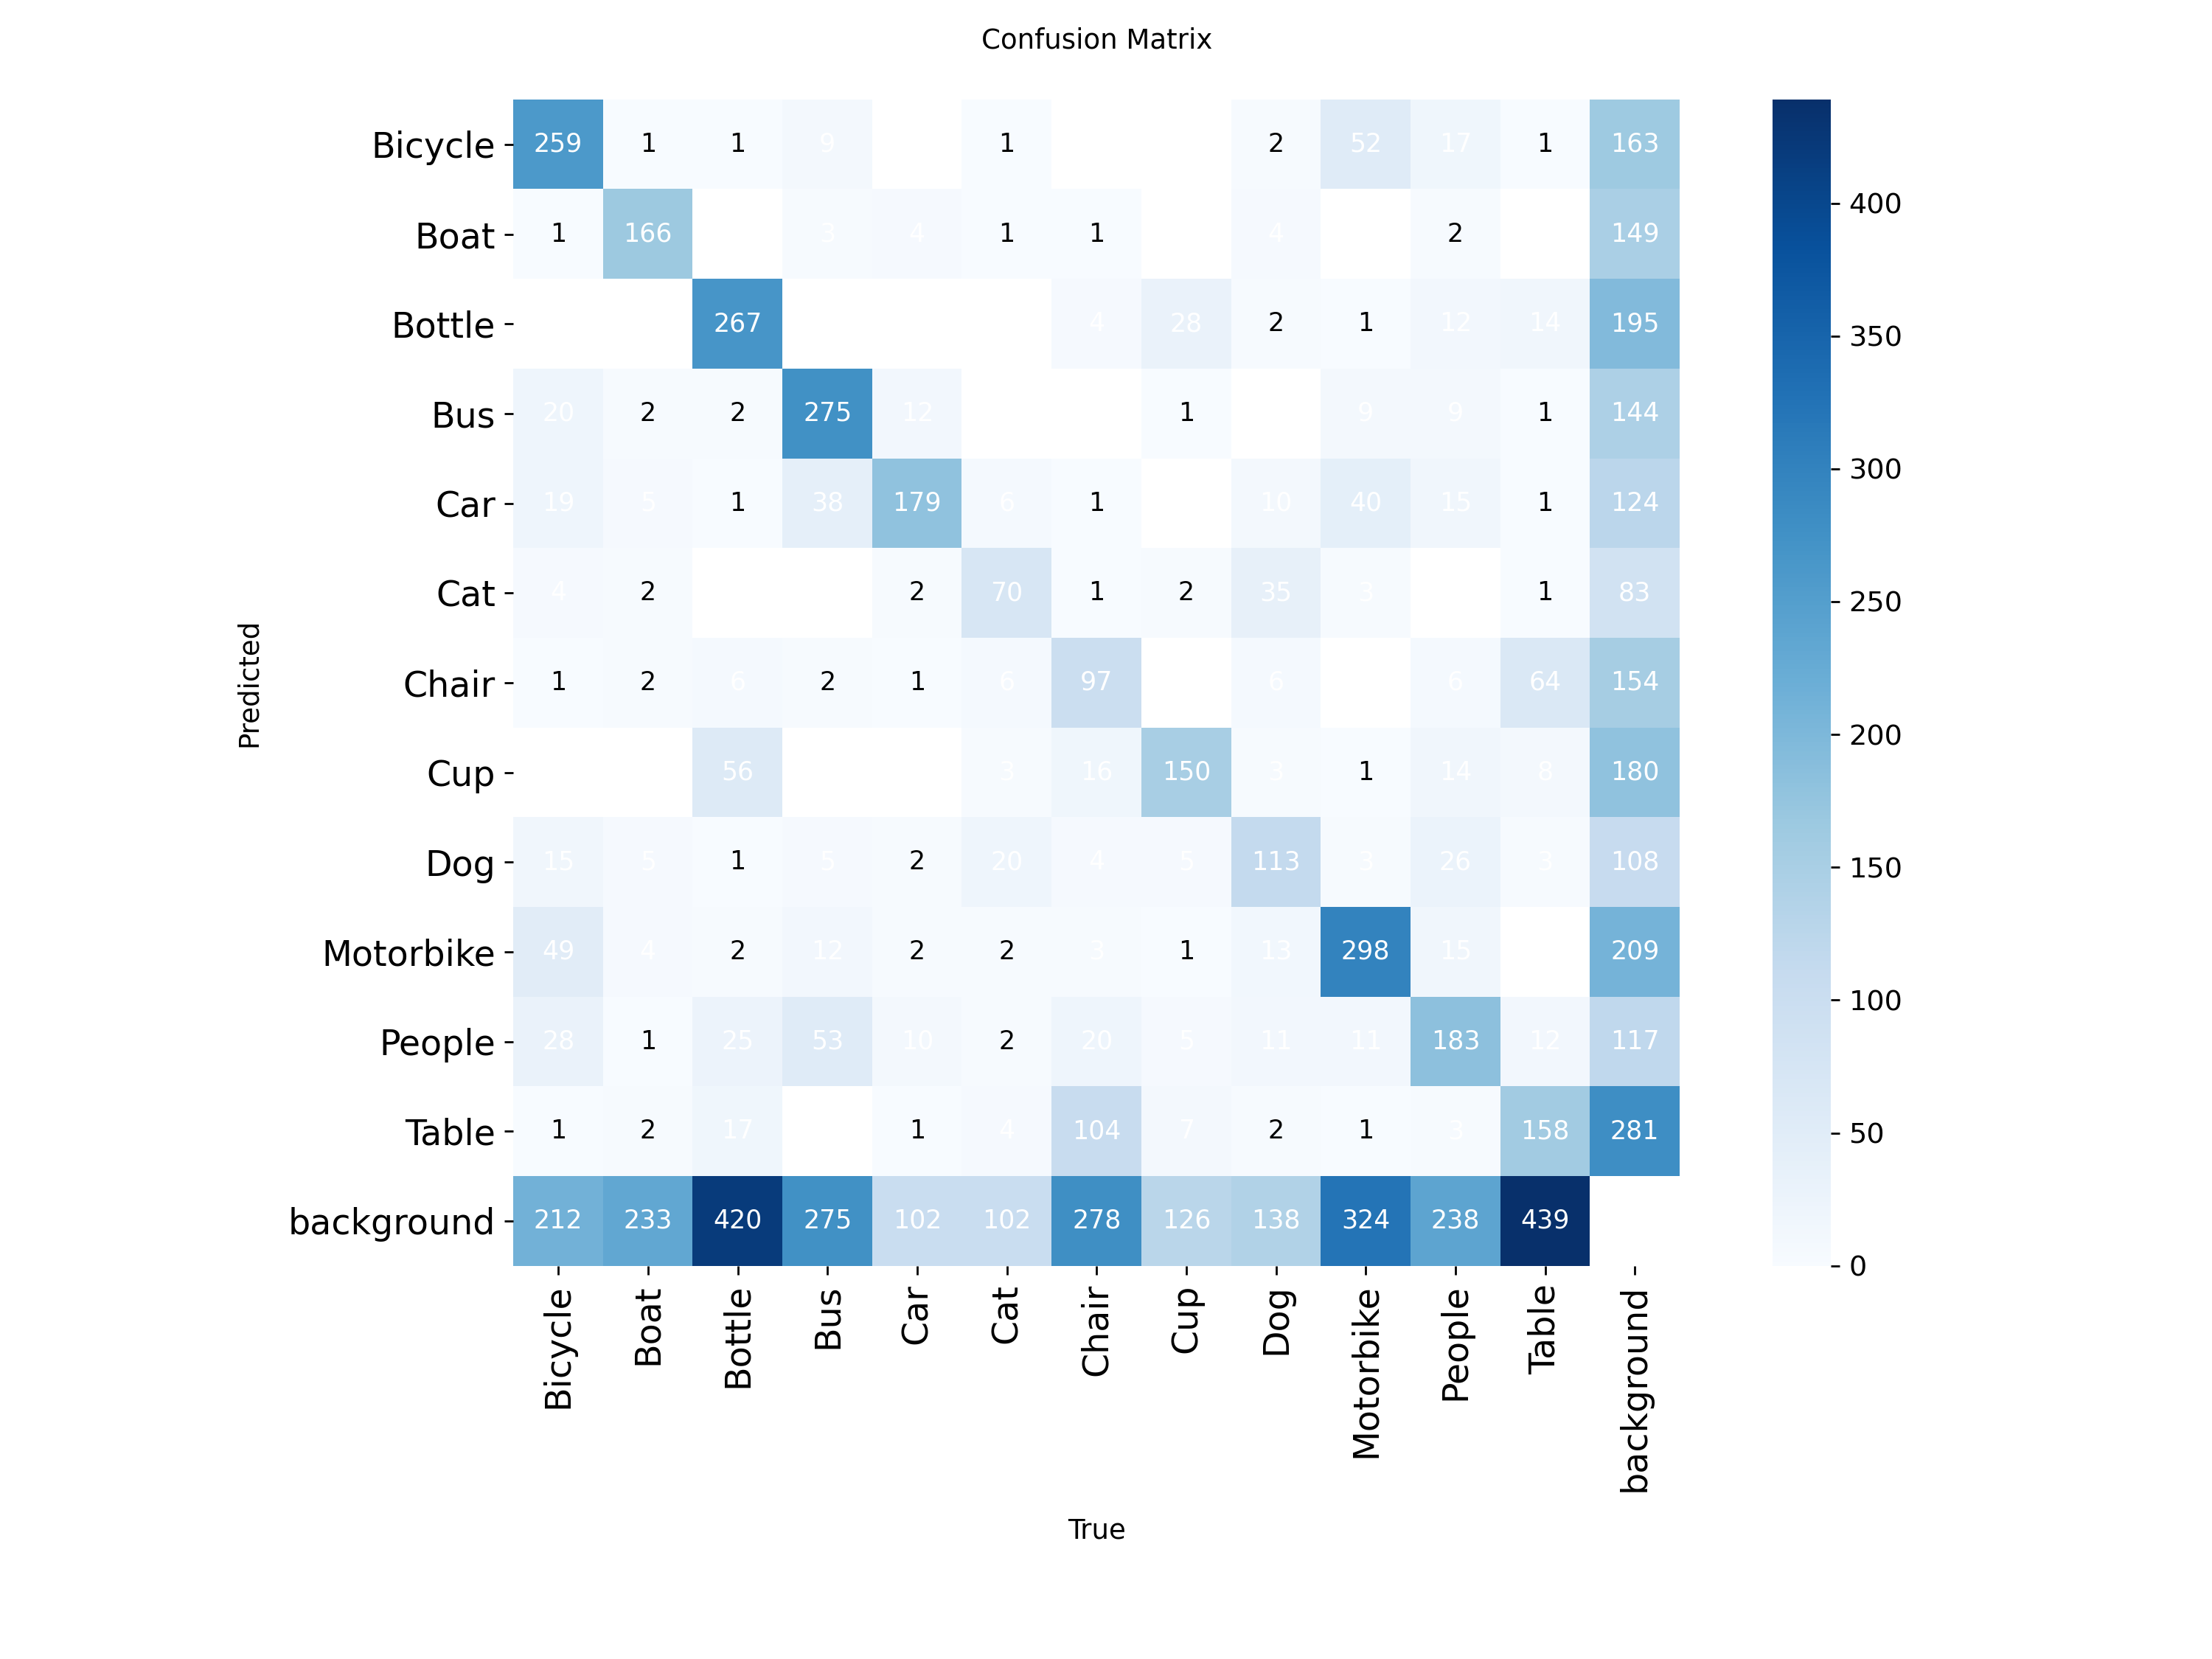 Confusion Matrix
Bicycle 259 1 1 9 1 2 52 17 1 163
Boat 1 166 3 4 1 1 4 2 149
Bottle 267 4 28 2 1 12 14 195
Bus 20 2 2 275 12 1 9 9 1 144
Car 19 5 1 38 179 6 1 10 40 15 1 124
Cat 4 2 2 70 1 2 35 3 1 83
Chair 1 2 6 2 1 6 97 6 6 64 154
Cup 56 3 16 150 3 1 14 8 180
Dog 15 5 1 5 2 20 4 5 113 3 26 3 108
Motorbike 49 4 2 12 2 2 3 1 13 298 15 209
People 28 1 25 53 10 2 20 5 11 11 183 12 117
Table 1 2 17 1 4 104 7 2 1 3 158 281
background 212 233 420 275 102 102 278 126 138 324 238 439
Predicted
Bicycle Boat Bottle Bus Car Cat Chair Cup Dog Motorbike People Table background
True
400
350
300
250
200
150
100
50
0